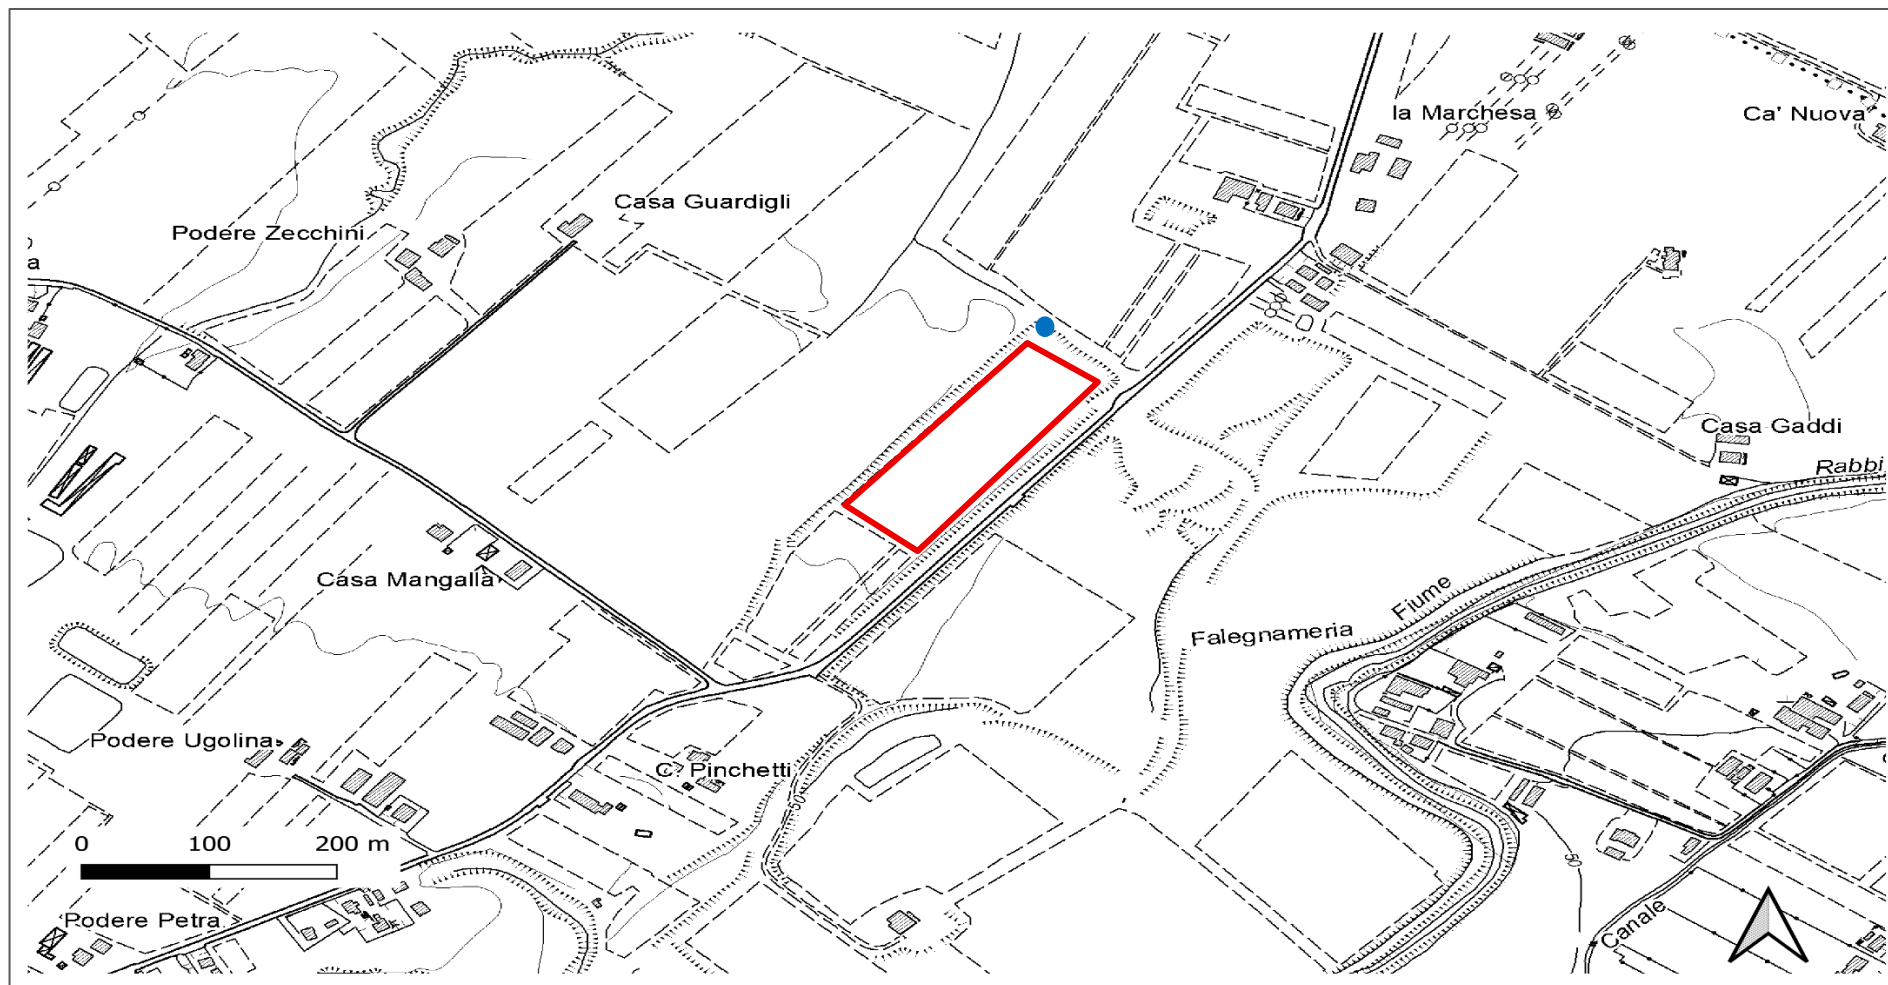 la Marchesa
Ca' Nuova
Casa Guardigli
Podere Zecchini
a
Casa Gaddi
Rabbi
Casa Mangalla
Fiume
Falegnameria
Podere Ugolina
C. Pinchetti
50
0 100 200 m
50
Podere Petra
Canale